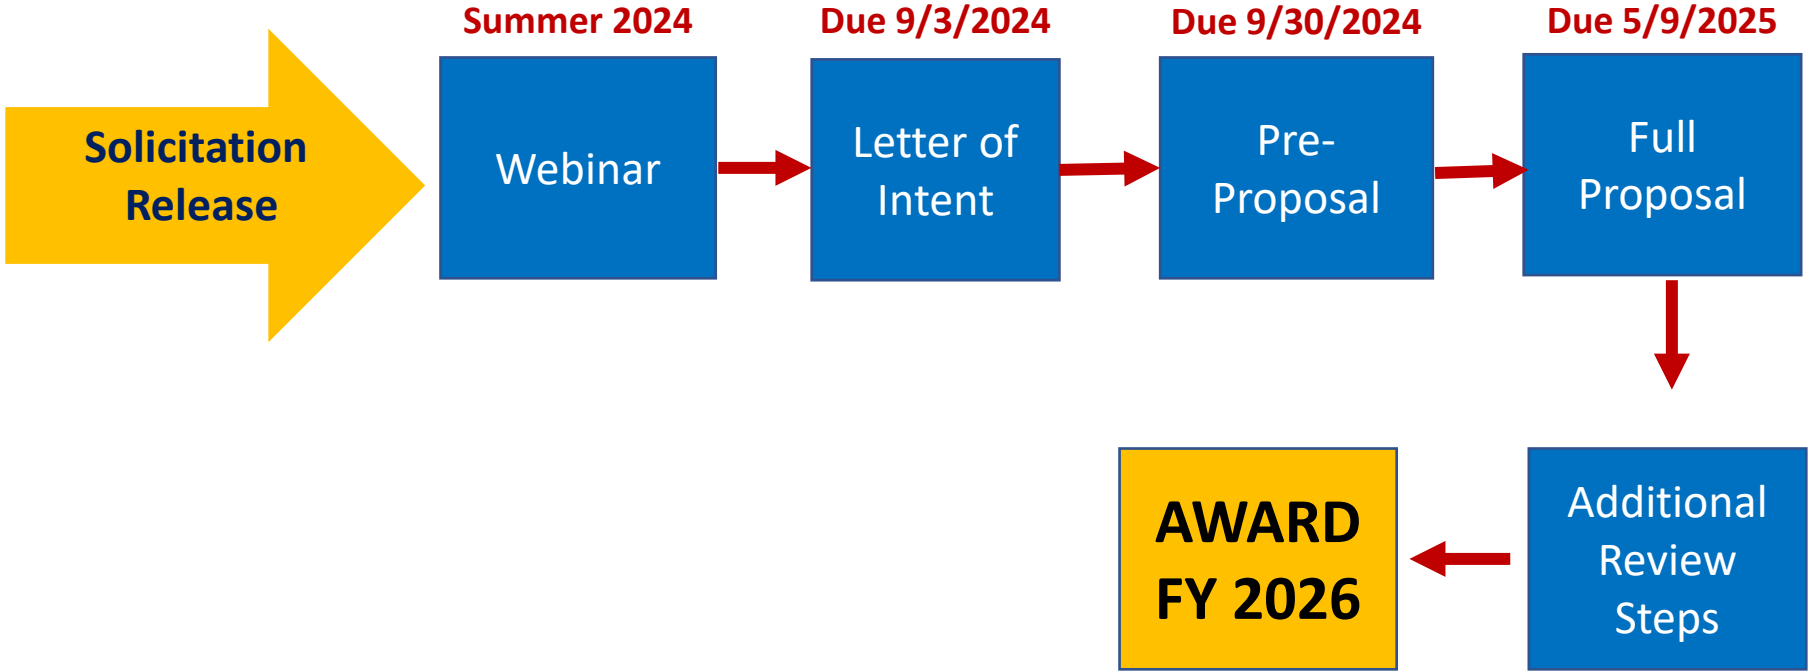 Summer 2024
Due 9/3/2024
Due 9/30/2024
Due 5/9/2025
Solicitation
Release
Webinar
Letter of
Intent
Pre-
Proposal
Full
Proposal
AWARD
FY 2026
Additional
Review
Steps